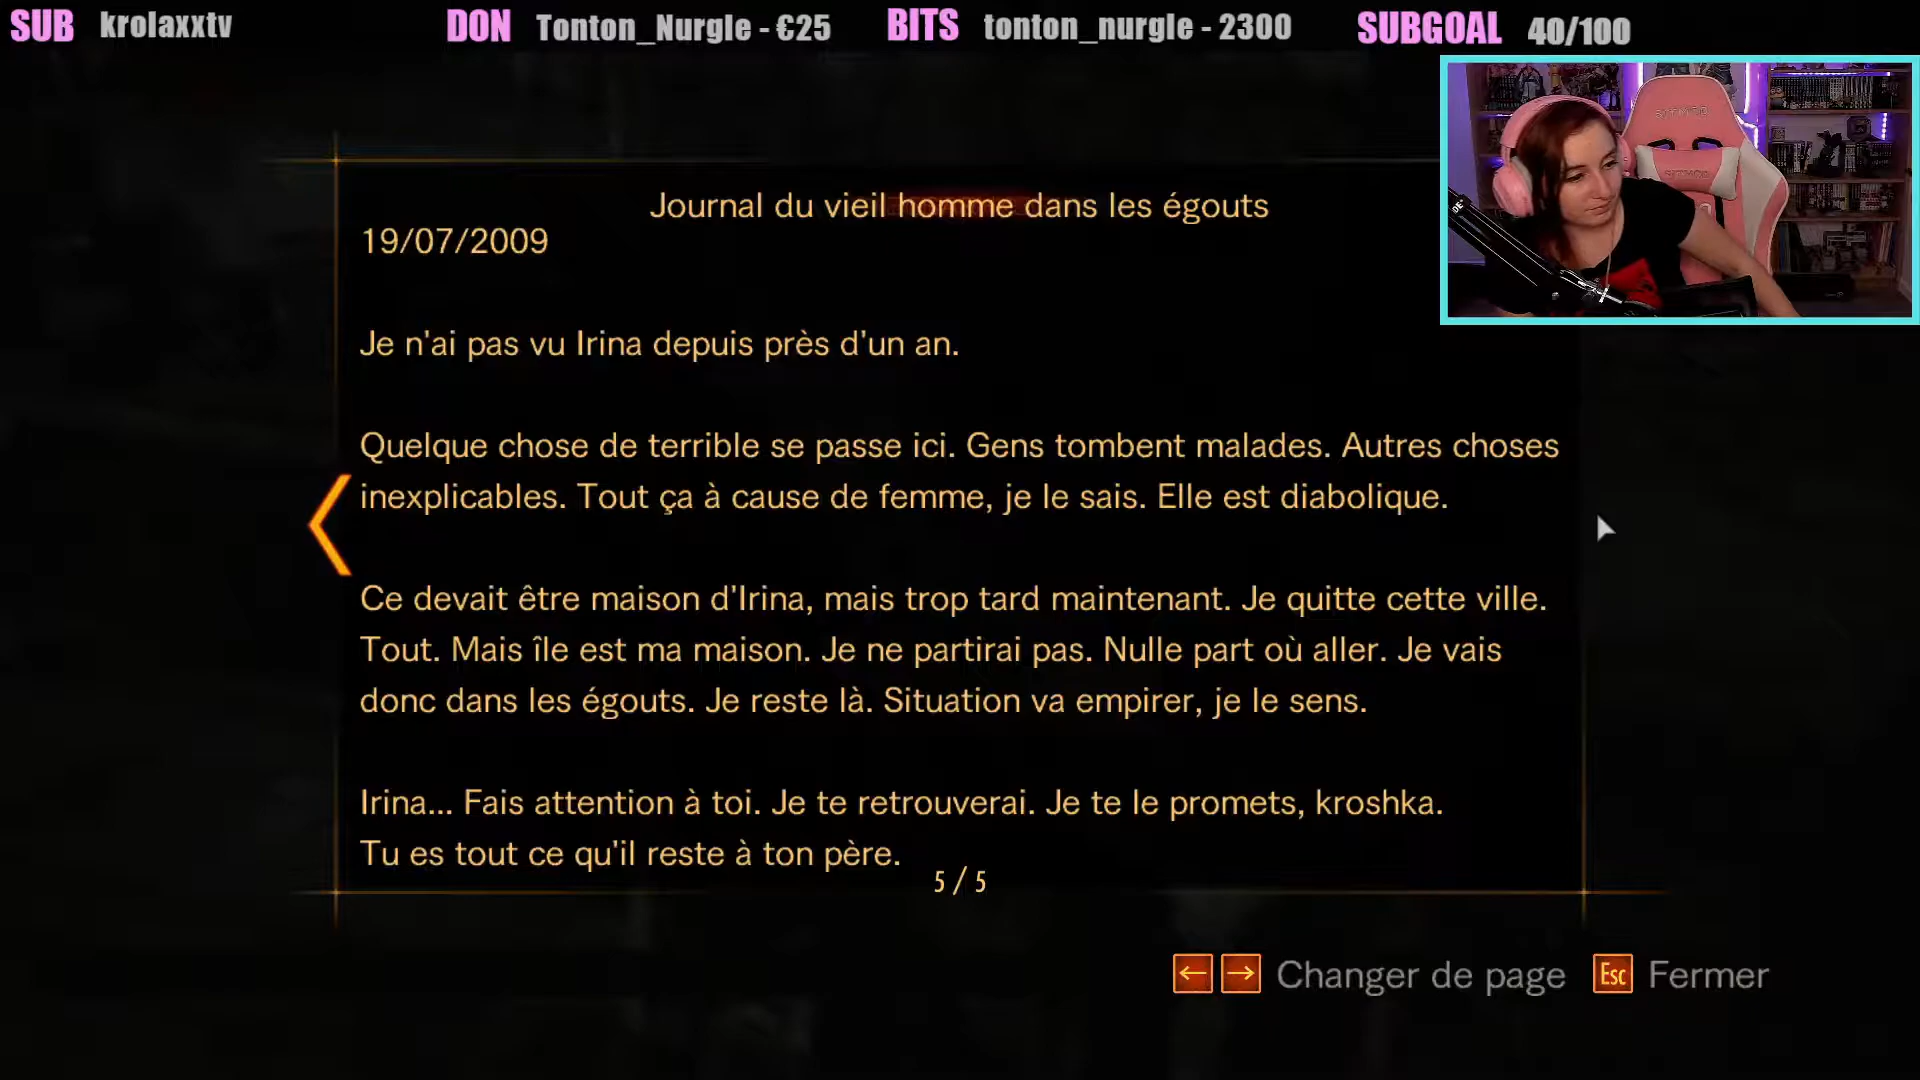 SUB krolaxxtv DON Tonton_Nurgle - €25 BITS tonton_nurgle - 2300 SUBGOAL 40/100
Journal du vieil homme dans les égouts
19/07/2009
Je n'ai pas vu Irina depuis près d'un an.
Quelque chose de terrible se passe ici. Gens tombent malades. Autres choses
inexplicables. Tout ça à cause de femme, je le sais. Elle est diabolique.
Ce devait être maison d'Irina, mais trop tard maintenant. Je quitte cette ville.
Tout. Mais île est ma maison. Je ne partirai pas. Nulle part où aller. Je vais
donc dans les égouts. Je reste là. Situation va empirer, je le sens.
Irina... Fais attention à toi. Je te retrouverai. Je te le promets, kroshka.
Tu es tout ce qu'il reste à ton père.
5 / 5
← → Changer de page Esc Fermer